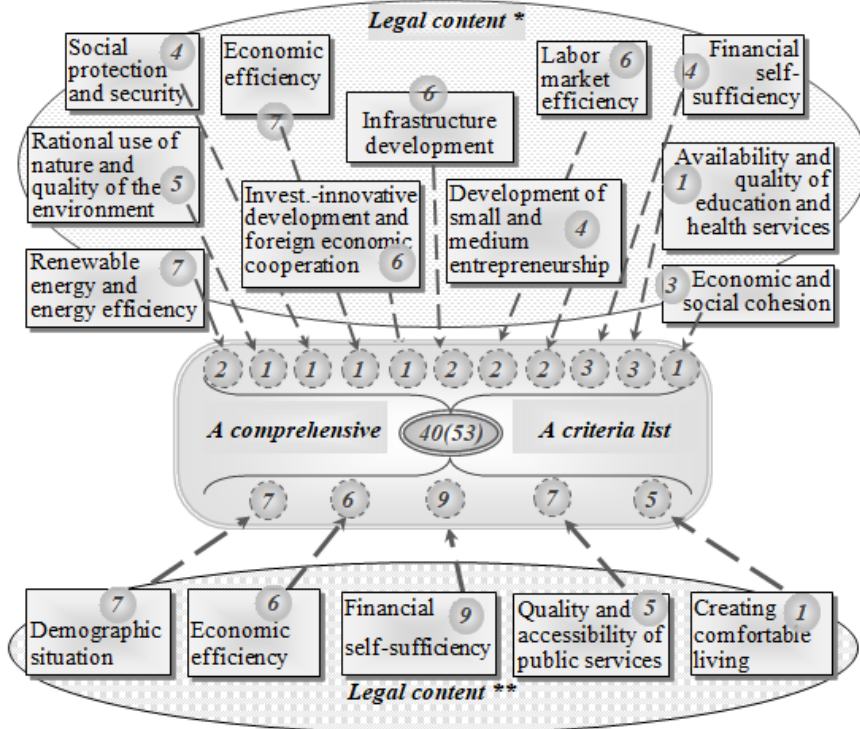 Legal content *
Social
protection
and security
4
Economic
efficiency
7
6
Infrastructure
development
Labor
market
efficiency
6
Financial
self-
sufficiency
4
Rational use of
nature and
quality of the
environment
5
Invest.-innovative
development and
foreign economic
cooperation
6
Development of
small and
medium
entrepreneurship
4
Availability and
quality of
education and
health services
1
Renewable
energy and
energy efficiency
7
Economic and
social cohesion
3
2 1 1 1 1 2 2 2 3 3 1
A comprehensive 40(53) A criteria list
7 6 9 7 5
7
Demographic
situation
6
Economic
efficiency
Financial
self-sufficiency
9
Quality and
accessibility of
public services
5
Creating
comfortable
living
1
Legal content **